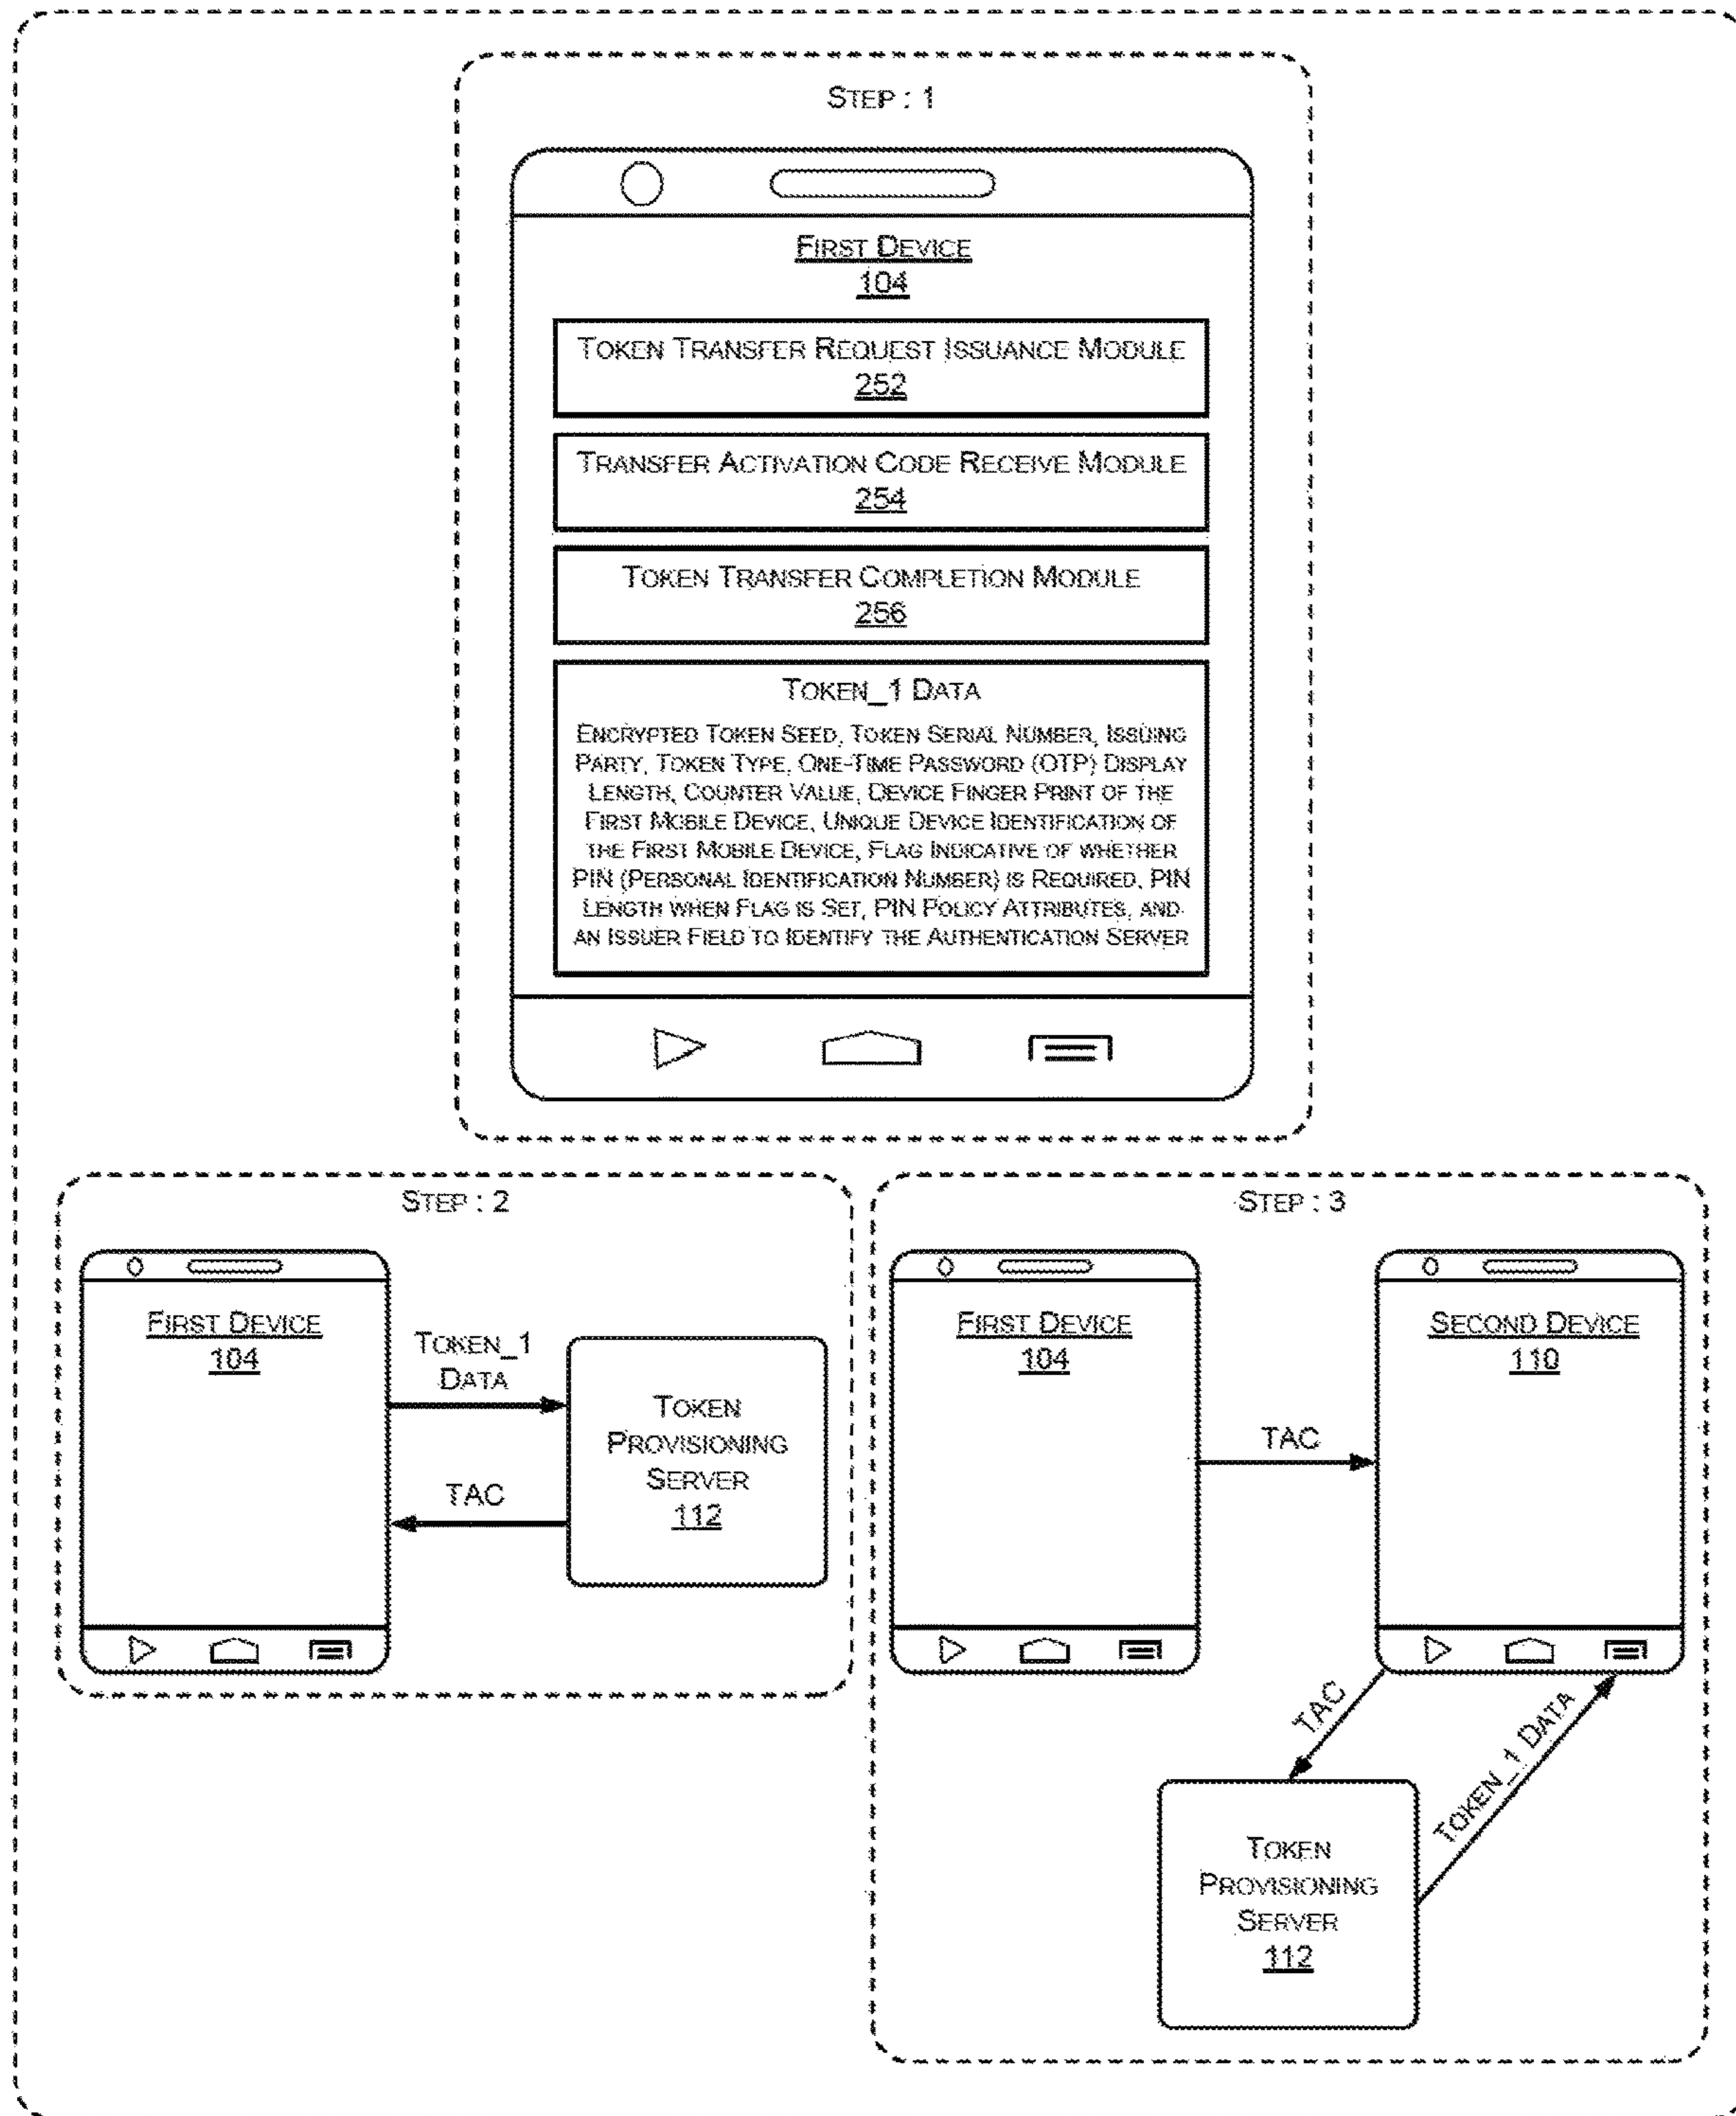 STEP : 1
FIRST DEVICE
104
TOKEN TRANSFER REQUEST ISSUANCE MODULE
252
TRANSFER ACTIVATION CODE RECEIVE MODULE
254
TOKEN TRANSFER COMPLETION MODULE
256
TOKEN_1 DATA
ENCRYPTED TOKEN SEED, TOKEN SERIAL NUMBER, ISSUING
PARTY, TOKEN TYPE, ONE-TIME PASSWORD (OTP) DISPLAY
LENGTH, COUNTER VALUE, DEVICE FINGER PRINT OF THE
FIRST MOBILE DEVICE, UNIQUE DEVICE IDENTIFICATION OF
THE FIRST MOBILE DEVICE, FLAG INDICATIVE OF WHETHER
PIN (PERSONAL IDENTIFICATION NUMBER) IS REQUIRED, PIN
LENGTH WHEN FLAG IS SET, PIN POLICY ATTRIBUTES, AND
AN ISSUER FIELD TO IDENTIFY THE AUTHENTICATION SERVER
STEP : 2
FIRST DEVICE
104
TOKEN_1
DATA
TAC
TOKEN
PROVISIONING
SERVER
112
STEP : 3
FIRST DEVICE
104
TAC
SECOND DEVICE
110
TAC
TOKEN_1 DATA
TOKEN
PROVISIONING
SERVER
112